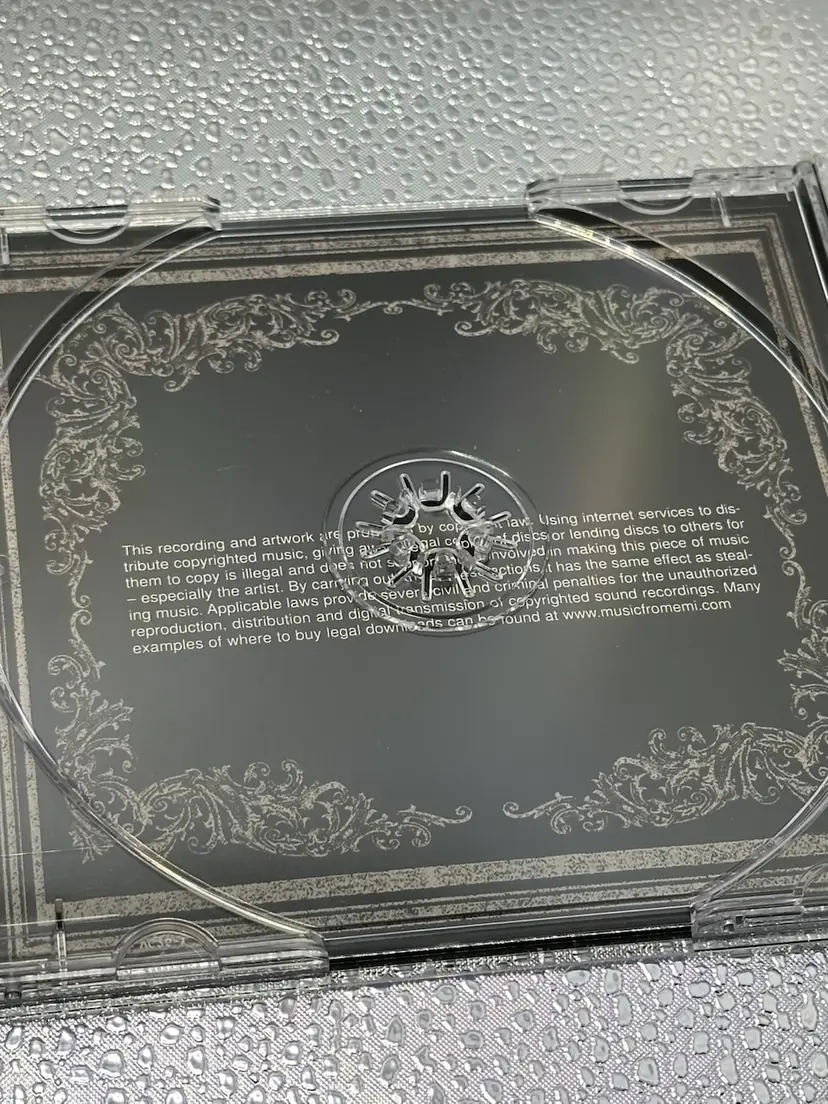 This recording and artwork are by law. Using internet services to dis-
tribute copyrighted music, giving of discs or lending discs to others for
them to copy is illegal and does not involved in making this piece of music
– especially the artist. By carrying out it has the same effect as steal-
ing music. Applicable laws provide severe civil and criminal penalties for the unauthorized
reproduction, distribution and digital transmission of copyrighted sound recordings. Many
examples of where to buy legal downloads can be found at www.musicfromemi.com